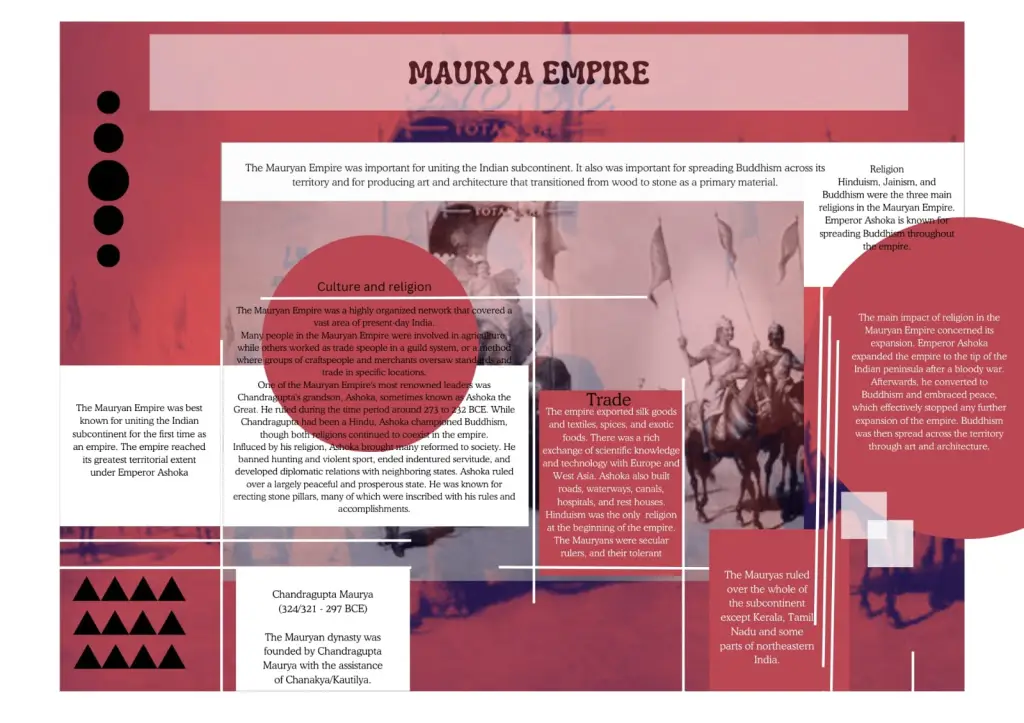 MAURYA EMPIRE
270 B.C.
The Mauryan Empire was important for uniting the Indian subcontinent. It also was important for spreading Buddhism across its
territory and for producing art and architecture that transitioned from wood to stone as a primary material.
Religion
Hinduism, Jainism, and
Buddhism were the three main
religions in the Mauryan Empire.
Emperor Ashoka is known for
spreading Buddhism throughout
the empire.
Culture and religion
The Mauryan Empire was a highly organized network that covered a
vast area of present-day India.
Many people in the Mauryan Empire were involved in agriculture,
while others worked as trade speople in a guild system, or a method
where groups of craftspeople and merchants oversaw standards and
trade in specific locations.
One of the Mauryan Empire's most renowned leaders was
Chandragupta's grandson, Ashoka, sometimes known as Ashoka the
Great. He ruled during the time period around 273 to 232 BCE. While
Chandragupta had been a Hindu, Ashoka championed Buddhism,
though both religions continued to coexist in the empire.
Influced by his religion, Ashoka brought many reformed to society. He
banned hunting and violent sport, ended indentured servitude, and
developed diplomatic relations with neighboring states. Ashoka ruled
over a largely peaceful and prosperous state. He was known for
erecting stone pillars, many of which were inscribed with his rules and
accomplishments.
The main impact of religion in the
Mauryan Empire concerned its
expansion. Emperor Ashoka
expanded the empire to the tip of the
Indian peninsula after a bloody war.
Afterwards, he converted to
Buddhism and embraced peace,
which effectively stopped any further
expansion of the empire. Buddhism
was then spread across the territory
through art and architecture.
The Mauryan Empire was best
known for uniting the Indian
subcontinent for the first time as
an empire. The empire reached
its greatest territorial extent
under Emperor Ashoka
Trade
The empire exported silk goods
and textiles, spices, and exotic
foods. There was a rich
exchange of scientific knowledge
and technology with Europe and
West Asia. Ashoka also built
roads, waterways, canals,
hospitals, and rest houses.
Hinduism was the only religion
at the beginning of the empire.
The Mauryans were secular
rulers, and their tolerant
Chandragupta Maurya
(324/321 - 297 BCE)
The Mauryan dynasty was
founded by Chandragupta
Maurya with the assistance
of Chanakya/Kautilya.
The Mauryas ruled
over the whole of
the subcontinent
except Kerala, Tamil
Nadu and some
parts of northeastern
India.